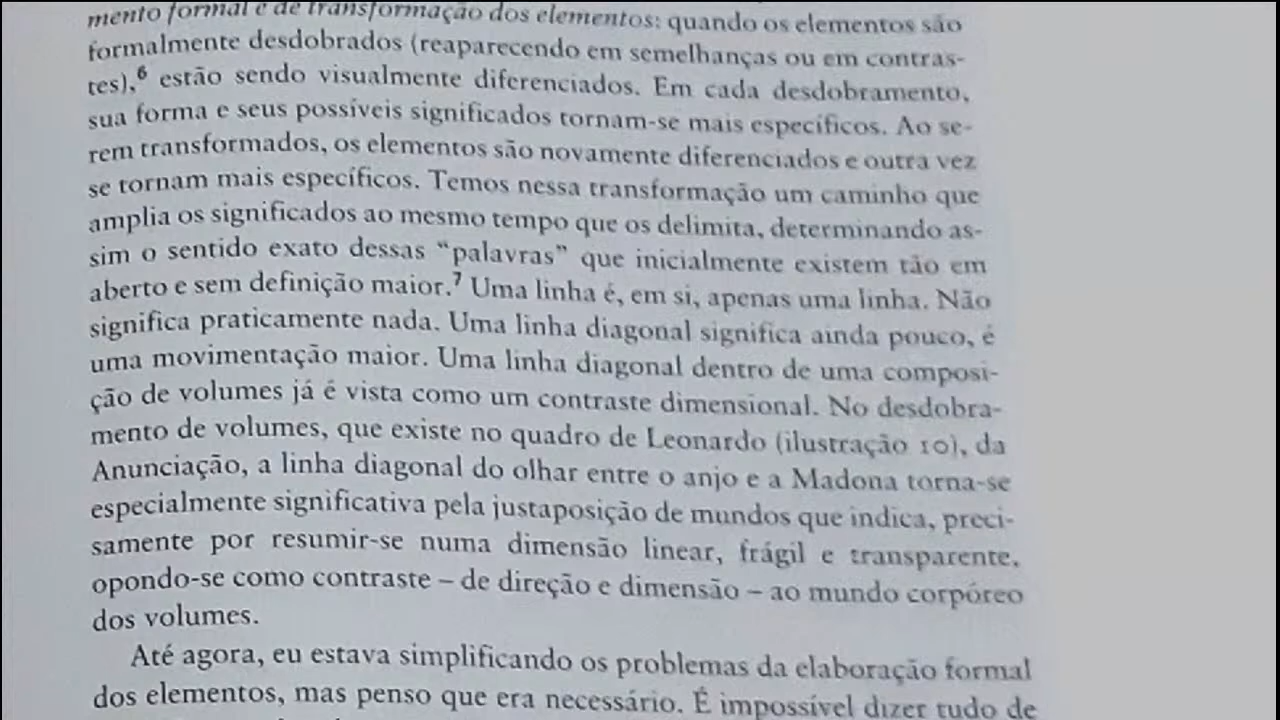 mento formal e de transformação dos elementos: quando os elementos são
formalmente desdobrados (reaparecendo em semelhanças ou em contras-
tes),⁶ estão sendo visualmente diferenciados. Em cada desdobramento,
sua forma e seus possíveis significados tornam-se mais específicos. Ao se-
rem transformados, os elementos são novamente diferenciados e outra vez
se tornam mais específicos. Temos nessa transformação um caminho que
amplia os significados ao mesmo tempo que os delimita, determinando as-
sim o sentido exato dessas “palavras” que inicialmente existem tão em
aberto e sem definição maior.⁷ Uma linha é, em si, apenas uma linha. Não
significa praticamente nada. Uma linha diagonal significa ainda pouco, é
uma movimentação maior. Uma linha diagonal dentro de uma composi-
ção de volumes já é vista como um contraste dimensional. No desdobra-
mento de volumes, que existe no quadro de Leonardo (ilustração 10), da
Anunciação, a linha diagonal do olhar entre o anjo e a Madona torna-se
especialmente significativa pela justaposição de mundos que indica, preci-
samente por resumir-se numa dimensão linear, frágil e transparente,
opondo-se como contraste – de direção e dimensão – ao mundo corpóreo
dos volumes.
Até agora, eu estava simplificando os problemas da elaboração formal
dos elementos, mas penso que era necessário. É impossível dizer tudo de